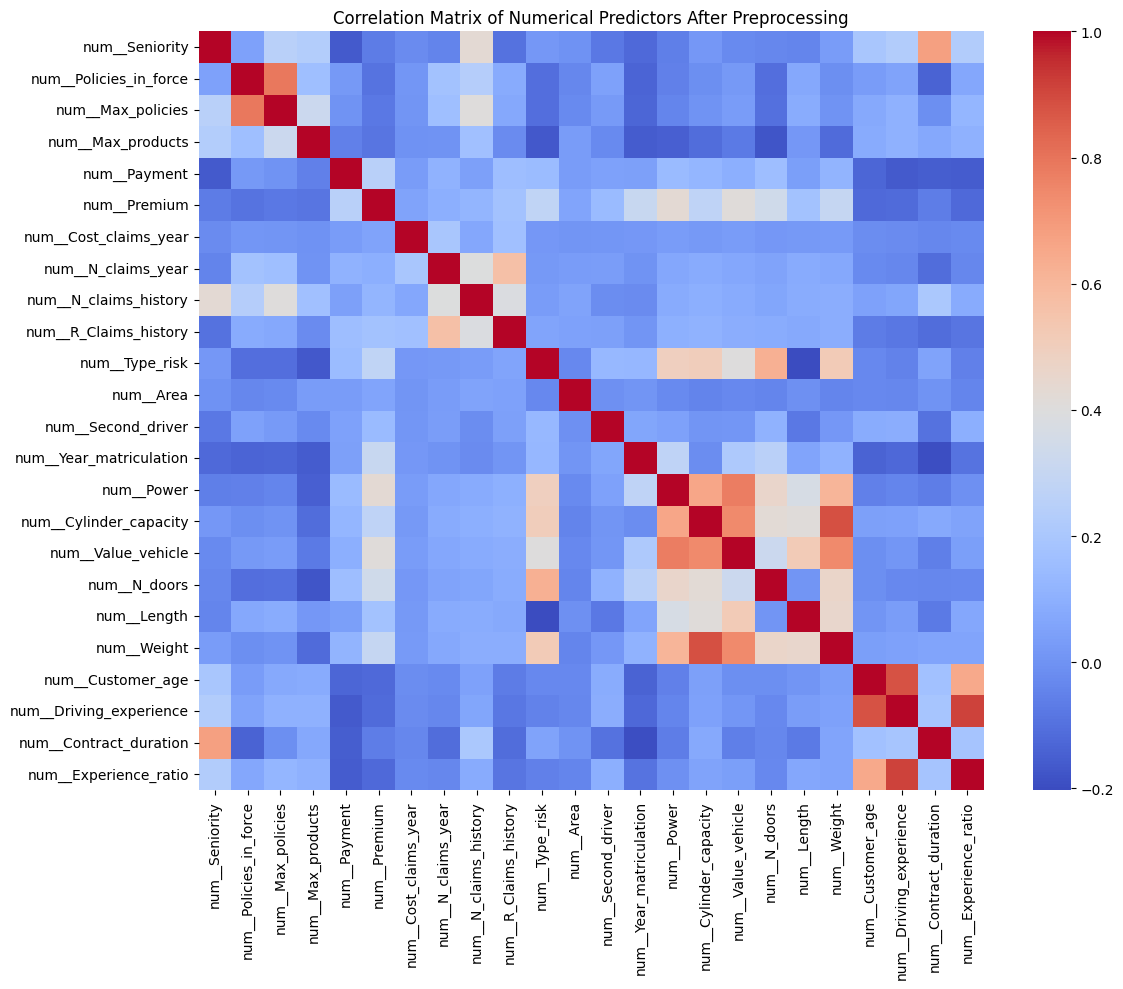 Correlation Matrix of Numerical Predictors After Preprocessing
num__Seniority
num__Policies_in_force
num__Max_policies
num__Max_products
num__Payment
num__Premium
num__Cost_claims_year
num__N_claims_year
num__N_claims_history
num__R_Claims_history
num__Type_risk
num__Area
num__Second_driver
num__Year_matriculation
num__Power
num__Cylinder_capacity
num__Value_vehicle
num__N_doors
num__Length
num__Weight
num__Customer_age
num__Driving_experience
num__Contract_duration
num__Experience_ratio
num__Seniority
num__Policies_in_force
num__Max_policies
num__Max_products
num__Payment
num__Premium
num__Cost_claims_year
num__N_claims_year
num__N_claims_history
num__R_Claims_history
num__Type_risk
num__Area
num__Second_driver
num__Year_matriculation
num__Power
num__Cylinder_capacity
num__Value_vehicle
num__N_doors
num__Length
num__Weight
num__Customer_age
num__Driving_experience
num__Contract_duration
num__Experience_ratio
1.0
0.8
0.6
0.4
0.2
0.0
−0.2